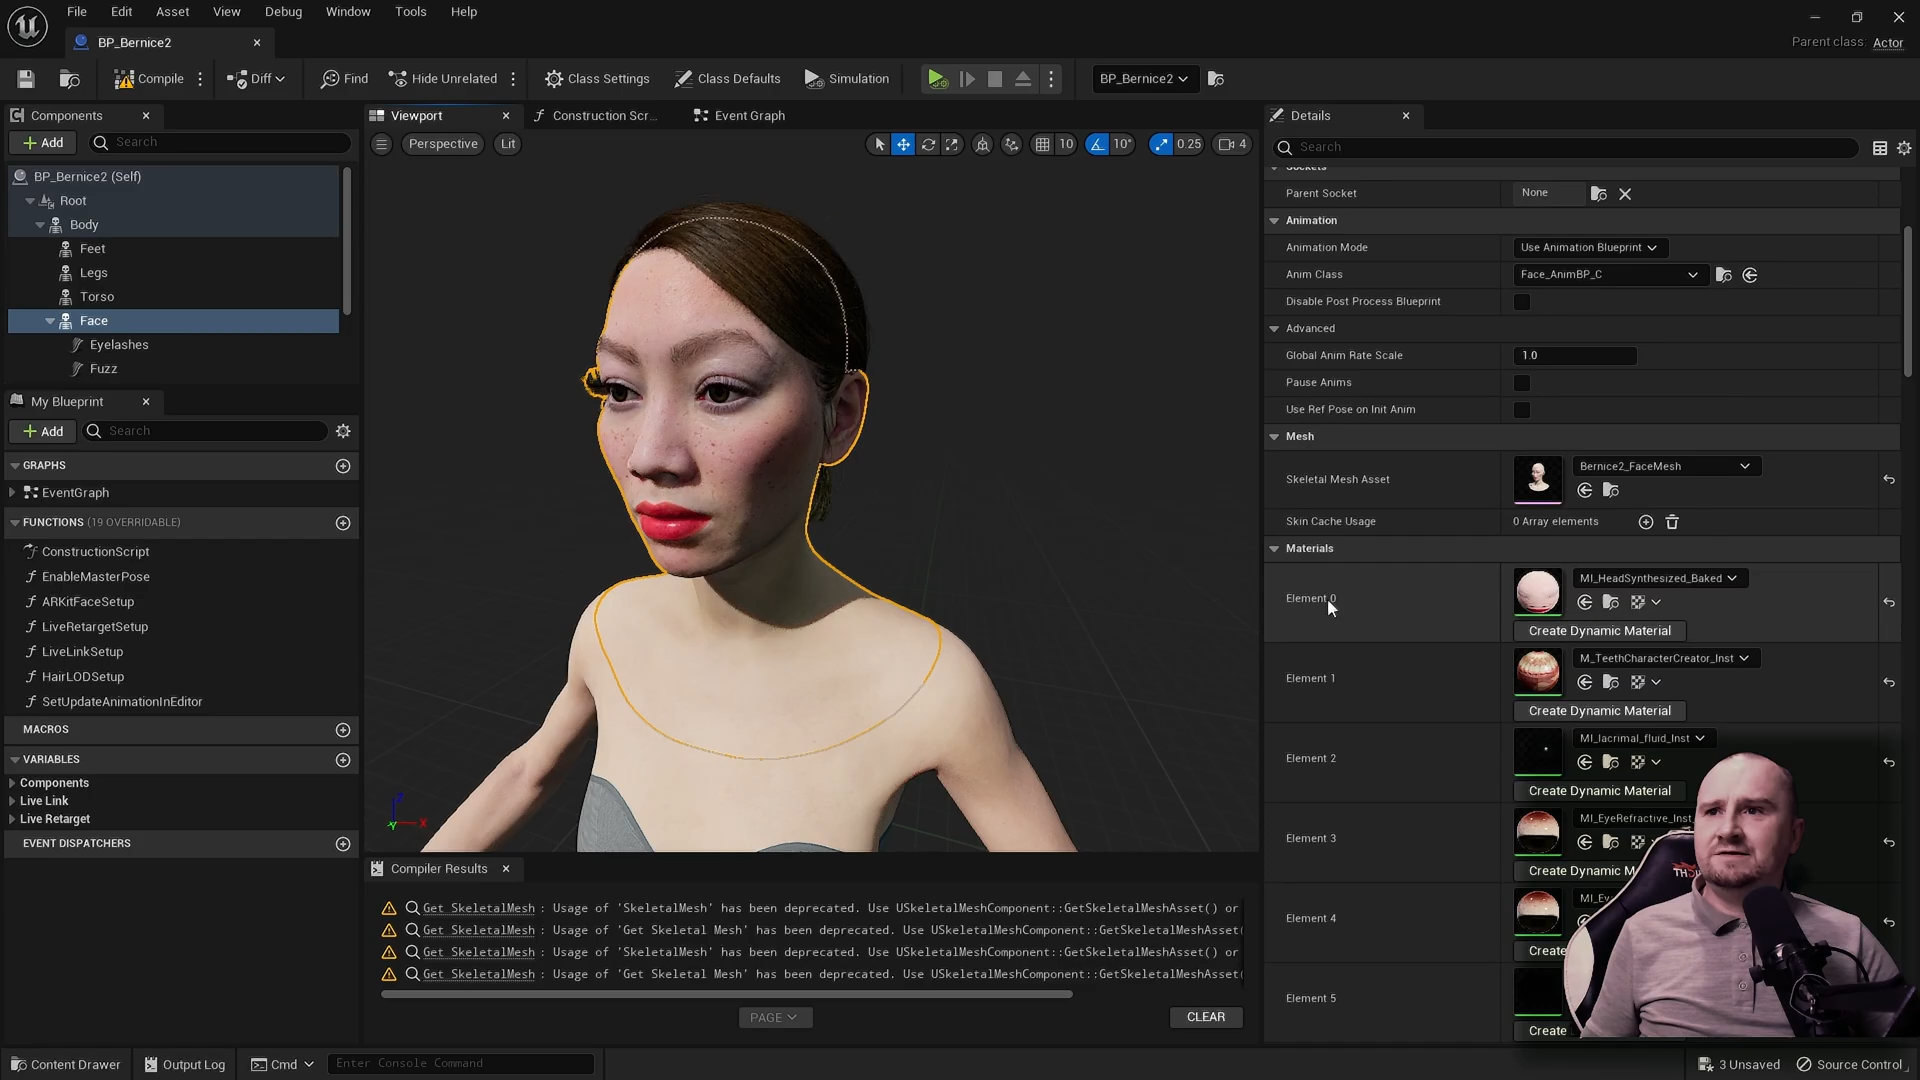 File Edit Asset View Debug Window Tools Help
BP_Bernice2
Parent class: Actor
Compile Diff Find Hide Unrelated Class Settings Class Defaults Simulation BP_Bernice2
Components
Add Search
BP_Bernice2 (Self)
Root
Body
Feet
Legs
Torso
Face
Eyelashes
Fuzz
My Blueprint
Add Search
GRAPHS
EventGraph
FUNCTIONS (19 OVERRIDABLE)
ConstructionScript
EnableMasterPose
ARKitFaceSetup
LiveRetargetSetup
LiveLinkSetup
HairLODSetup
SetUpdateAnimationInEditor
MACROS
VARIABLES
Components
Live Link
Live Retarget
EVENT DISPATCHERS
Viewport Construction Scr... Event Graph
Perspective Lit 10 10° 0.25 4
Z
X
Y
Compiler Results
Get SkeletalMesh : Usage of 'SkeletalMesh' has been deprecated. Use USkeletalMeshComponent::GetSkeletalMeshAsset() or
Get SkeletalMesh : Usage of 'Get Skeletal Mesh' has been deprecated. Use USkeletalMeshComponent::GetSkeletalMeshAsset(
Get SkeletalMesh : Usage of 'SkeletalMesh' has been deprecated. Use USkeletalMeshComponent::GetSkeletalMeshAsset() or
Get SkeletalMesh : Usage of 'Get Skeletal Mesh' has been deprecated. Use USkeletalMeshComponent::GetSkeletalMeshAsset(
PAGE CLEAR
Details
Search
Sockets
Parent Socket None
Animation
Animation Mode Use Animation Blueprint
Anim Class Face_AnimBP_C
Disable Post Process Blueprint
Advanced
Global Anim Rate Scale 1.0
Pause Anims
Use Ref Pose on Init Anim
Mesh
Skeletal Mesh Asset Bernice2_FaceMesh
Skin Cache Usage 0 Array elements
Materials
Element 0 MI_HeadSynthesized_Baked
Create Dynamic Material
Element 1 M_TeethCharacterCreator_Inst
Create Dynamic Material
Element 2 MI_lacrimal_fluid_Inst
Create Dynamic Material
Element 3 MI_EyeRefractive_Inst
Create Dynamic M
Element 4 MI_Ey
Create
Element 5
Create
Content Drawer Output Log Cmd Enter Console Command 3 Unsaved Source Control